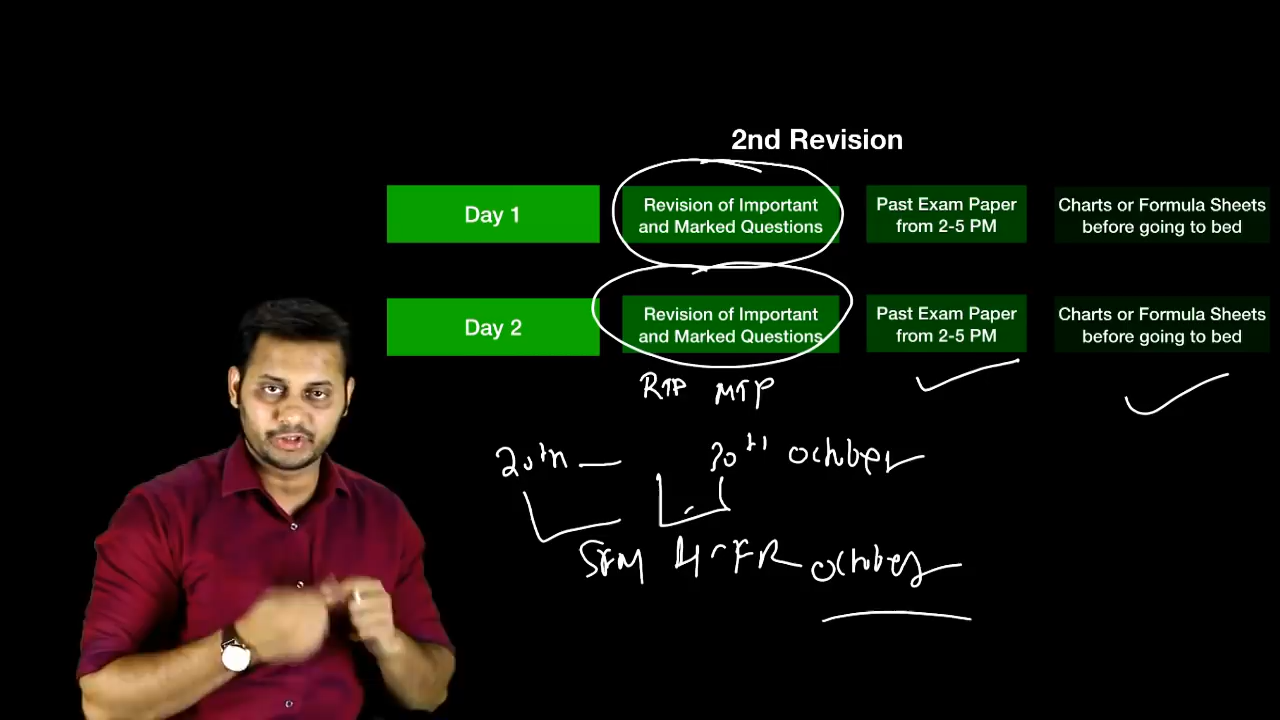 2nd Revision
Day 1
Revision of Important
and Marked Questions
Past Exam Paper
from 2-5 PM
Charts or Formula Sheets
before going to bed
Day 2
Revision of Important
and Marked Questions
Past Exam Paper
from 2-5 PM
Charts or Formula Sheets
before going to bed
RTP MTP
20th october
SFM FR october